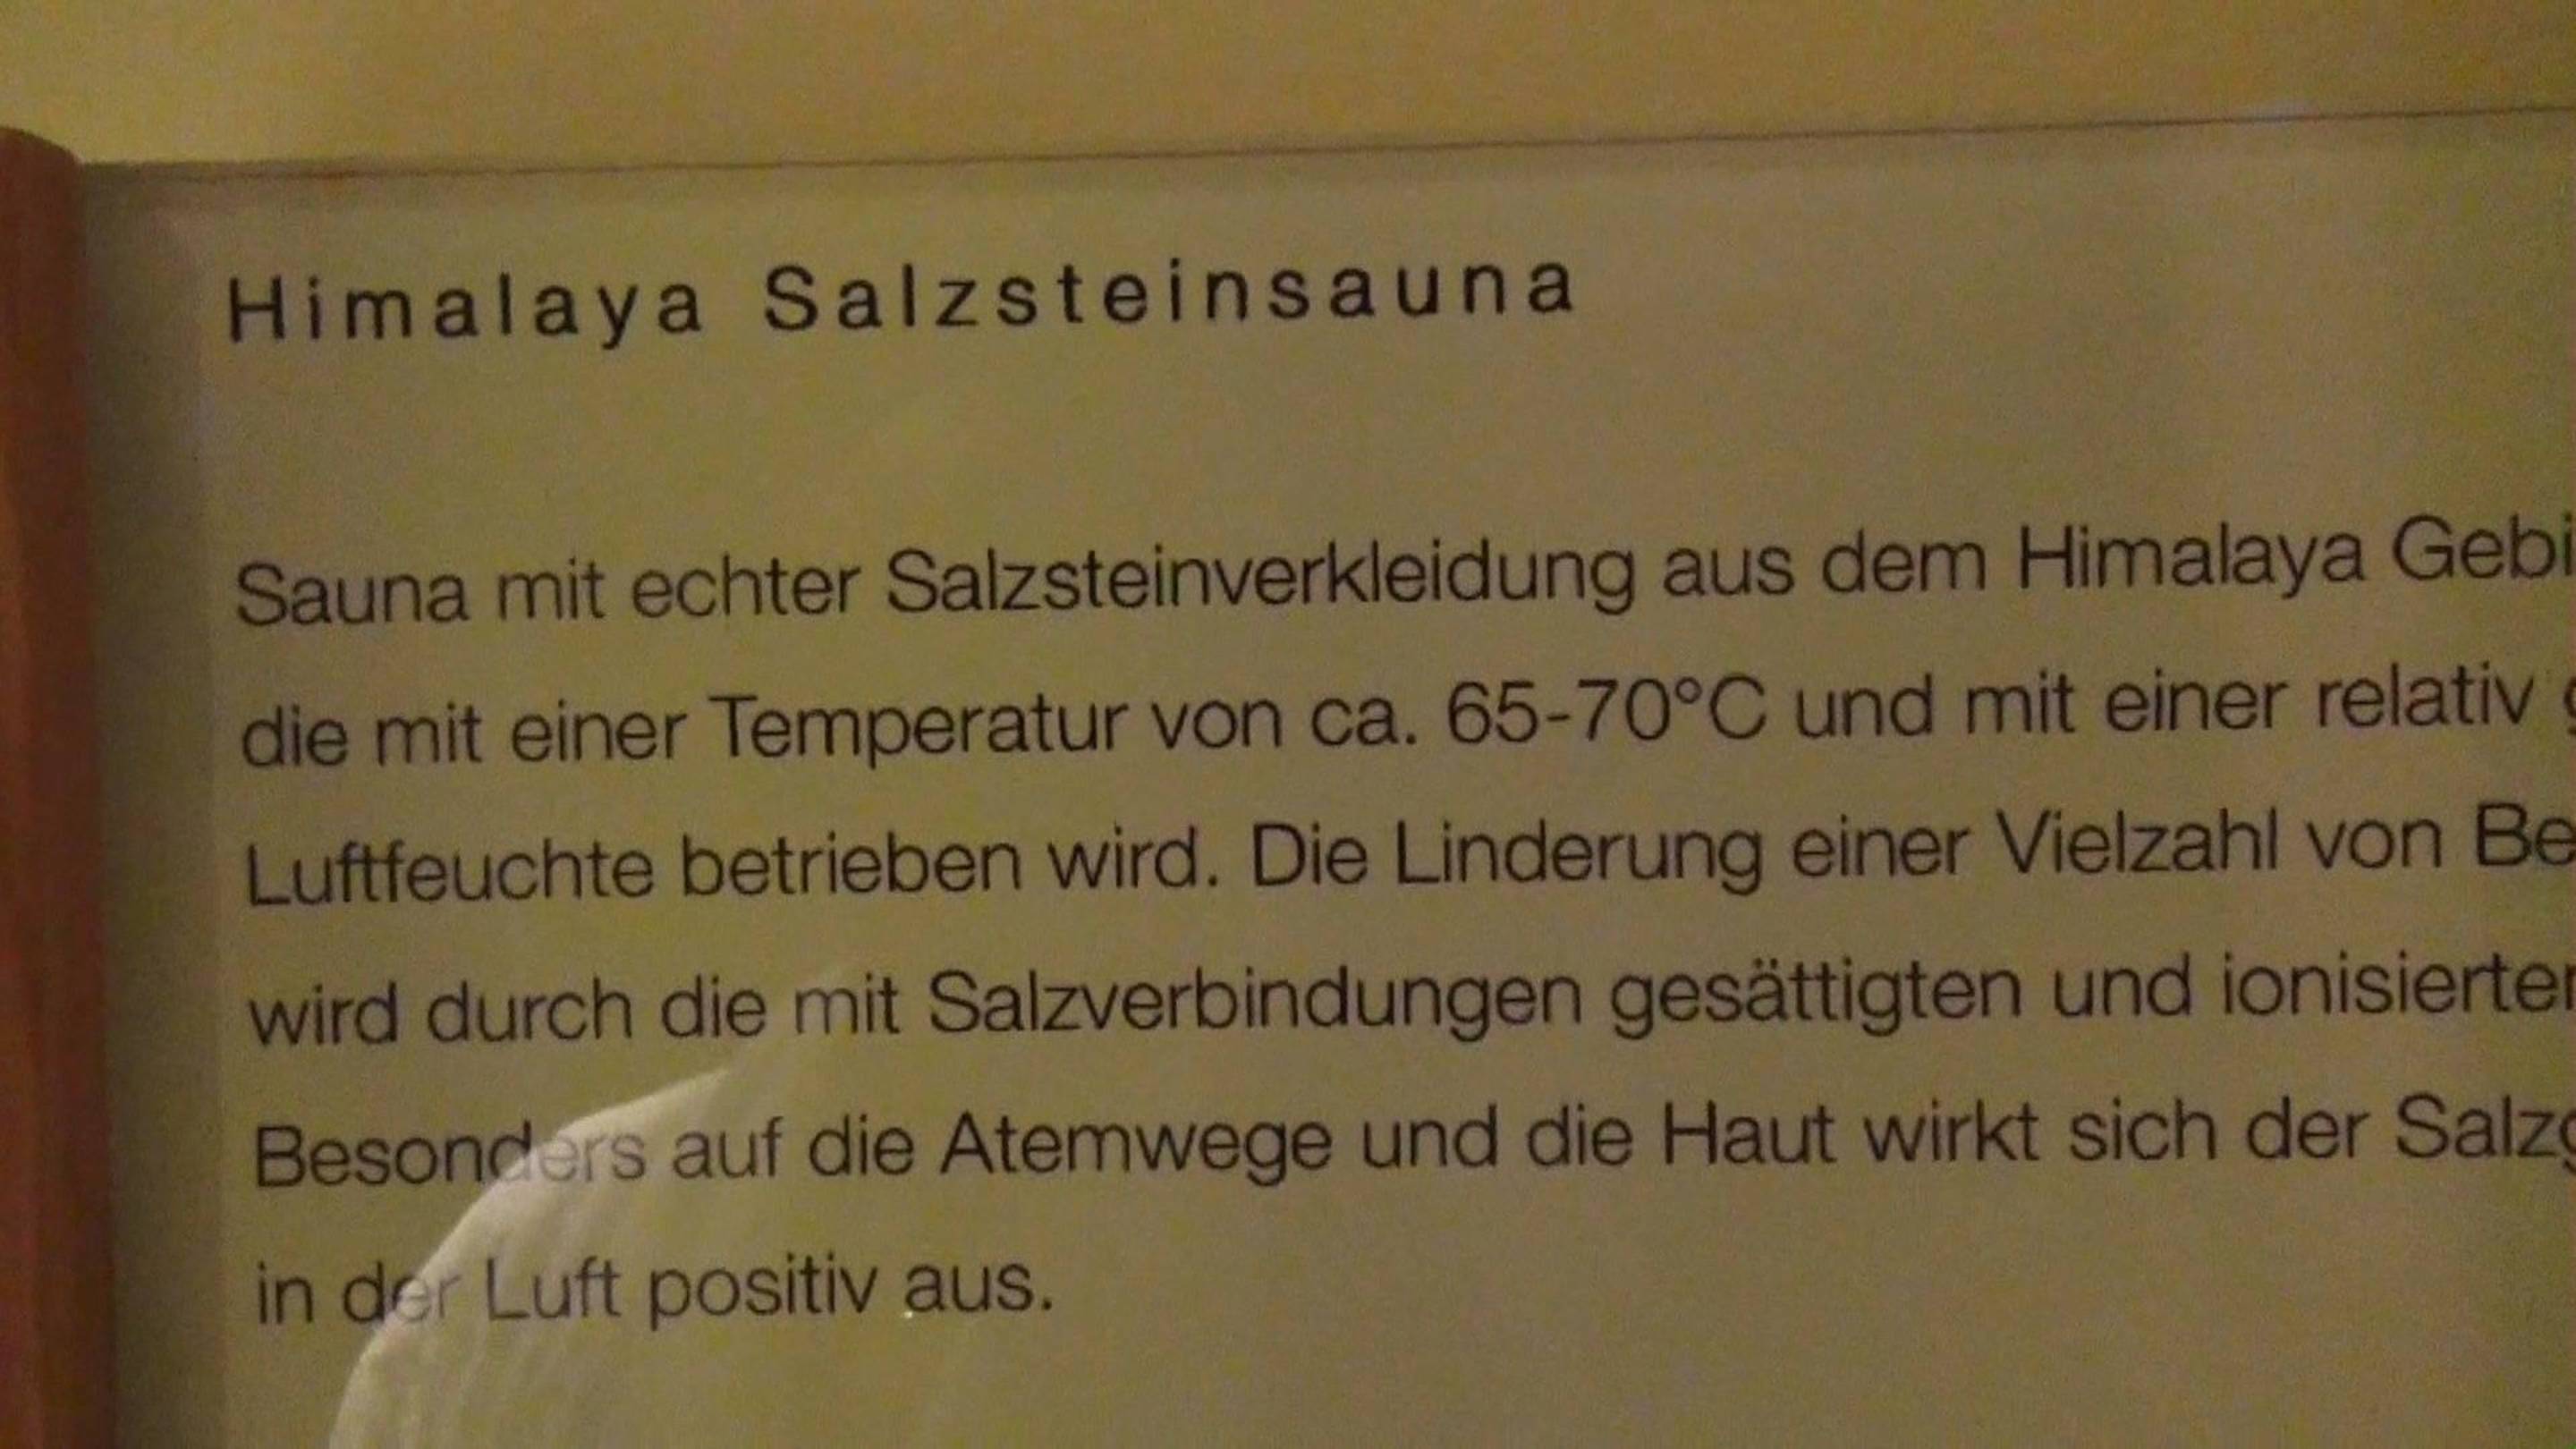 Himalaya Salzsteinsauna
Sauna mit echter Salzsteinverkleidung aus dem Himalaya
die mit einer Temperatur von ca. 65-70°C und mit einer relativ
Luftfeuchte betrieben wird. Die Linderung einer Vielzahl von
wird durch die mit Salzverbindungen gesättigten und
Besonders auf die Atemwege und die Haut wirkt sich der
in der Luft positiv aus.